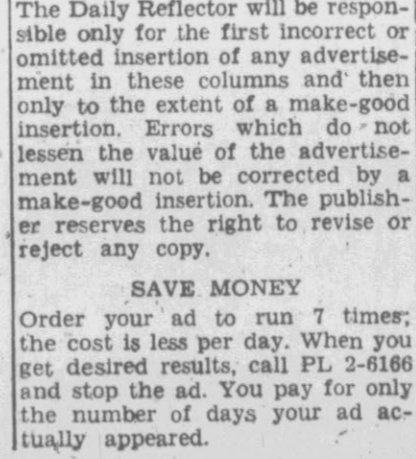 The Daily Reflector will be respon-
sible only for the first incorrect or
omitted insertion of any advertise-
ment in these columns and then
only to the extent of a make-good
insertion. Errors which do not
lessen the value of the advertise-
ment will not be corrected by a
make-good insertion. The publish-
er reserves the right to revise or
reject any copy.
SAVE MONEY
Order your ad to run 7 times;
the cost is less per day. When you
get desired results, call PL 2-6166
and stop the ad. You pay for only
the number of days your ad ac-
tually appeared.